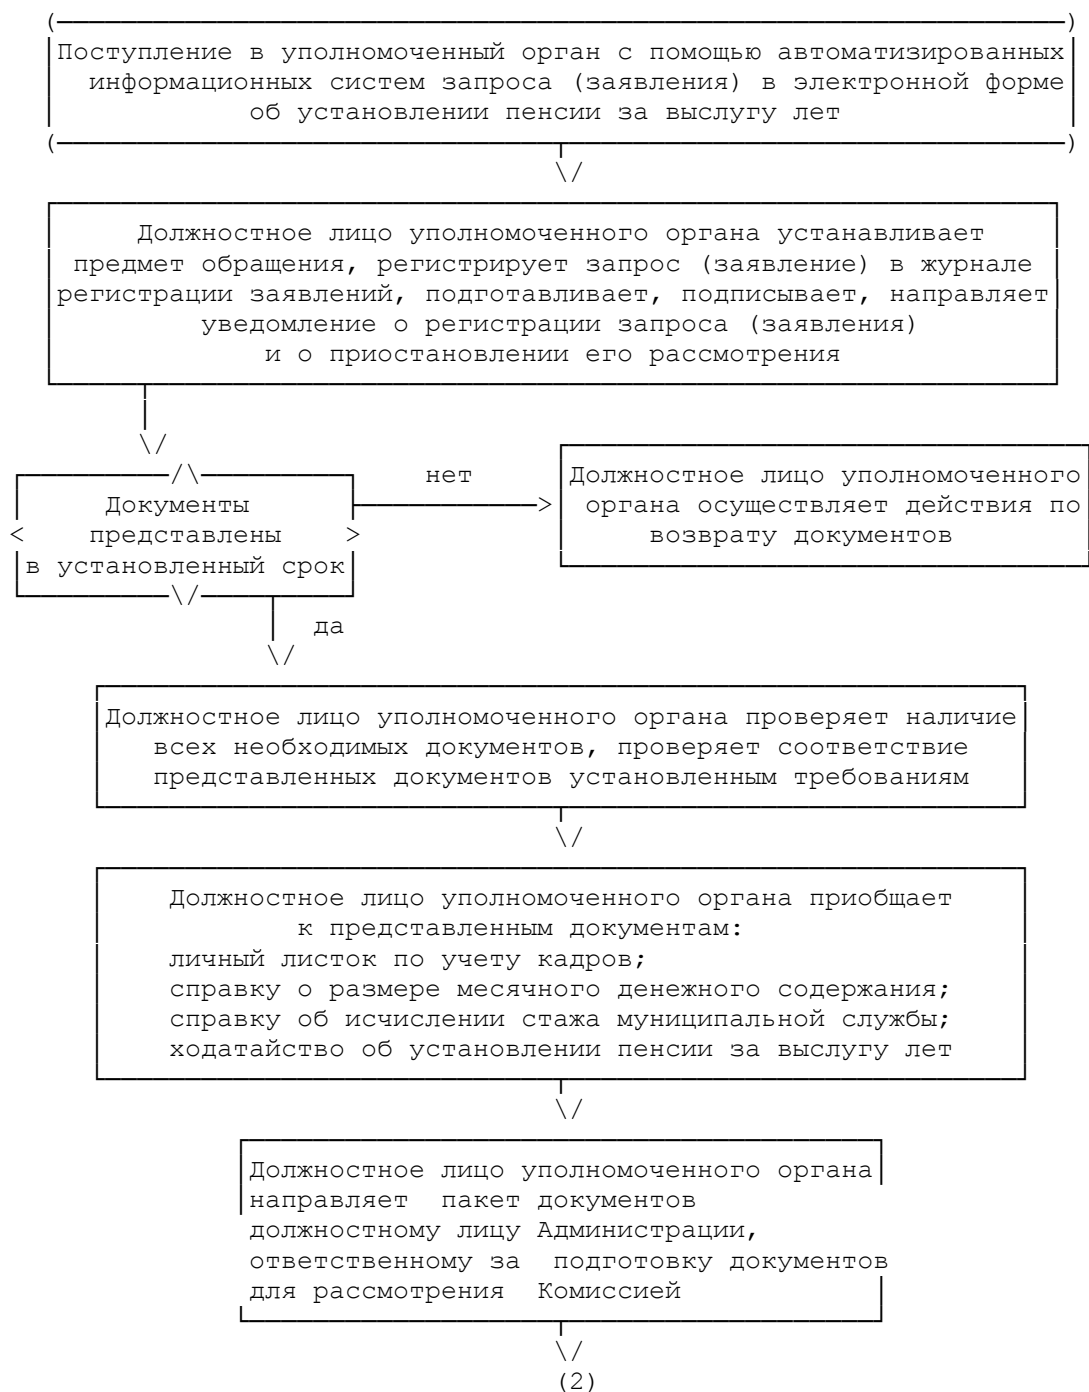 Поступление в уполномоченный орган с помощью автоматизированных
информационных систем запроса (заявления) в электронной форме
об установлении пенсии за выслугу лет
Должностное лицо уполномоченного органа устанавливает
предмет обращения, регистрирует запрос (заявление) в журнале
регистрации заявлений, подготавливает, подписывает, направляет
уведомление о регистрации запроса (заявления)
и о приостановлении его рассмотрения
Документы
представлены
в установленный срок
нет
Должностное лицо уполномоченного
органа осуществляет действия по
возврату документов
да
Должностное лицо уполномоченного органа проверяет наличие
всех необходимых документов, проверяет соответствие
представленных документов установленным требованиям
Должностное лицо уполномоченного органа приобщает
к представленным документам:
личный листок по учету кадров;
справку о размере месячного денежного содержания;
справку об исчислении стажа муниципальной службы;
ходатайство об установлении пенсии за выслугу лет
Должностное лицо уполномоченного органа
направляет пакет документов
должностному лицу Администрации,
ответственному за подготовку документов
для рассмотрения Комиссией
(2)